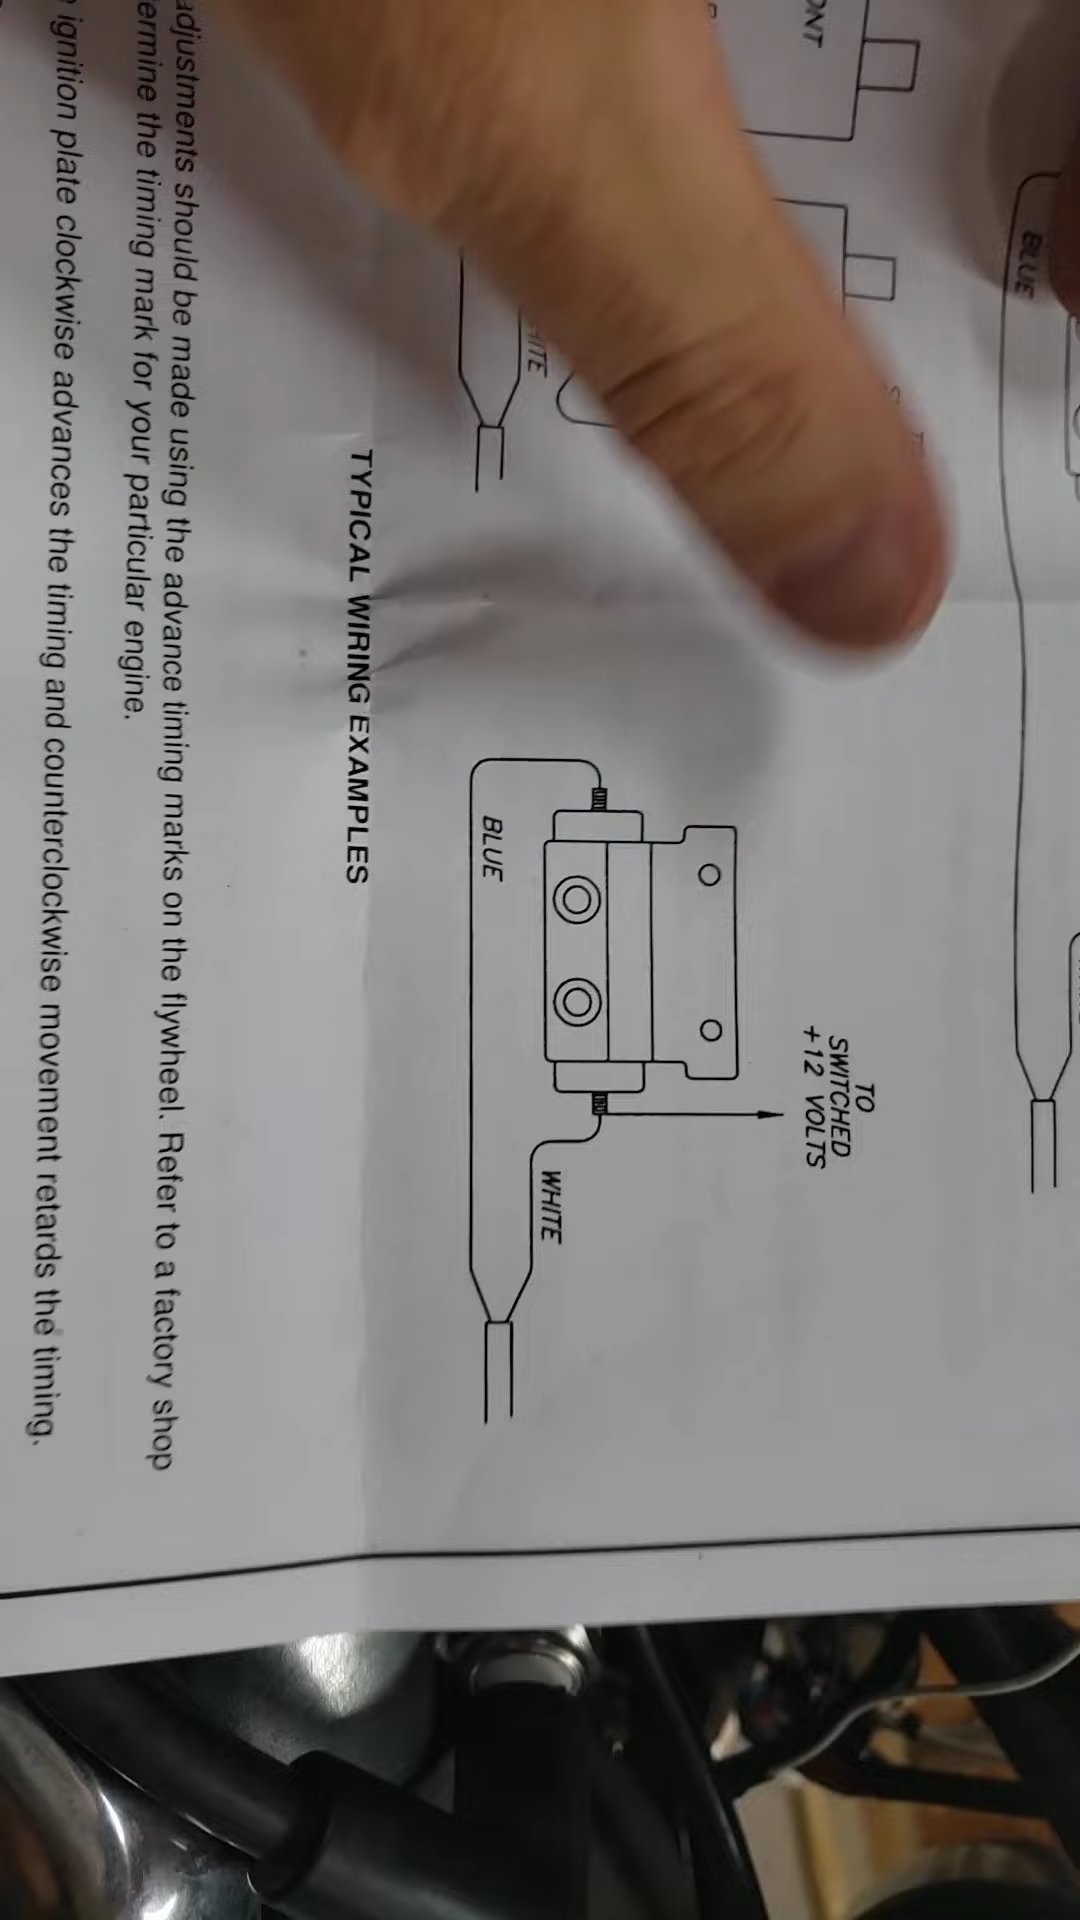 BLUE
TO
SWITCHED
+12 VOLTS
BLUE
WHITE
TYPICAL WIRING EXAMPLES
adjustments should be made using the advance timing marks on the flywheel. Refer to a factory shop
the timing mark for your particular engine.
ignition plate clockwise advances the timing and counterclockwise movement retards the timing.